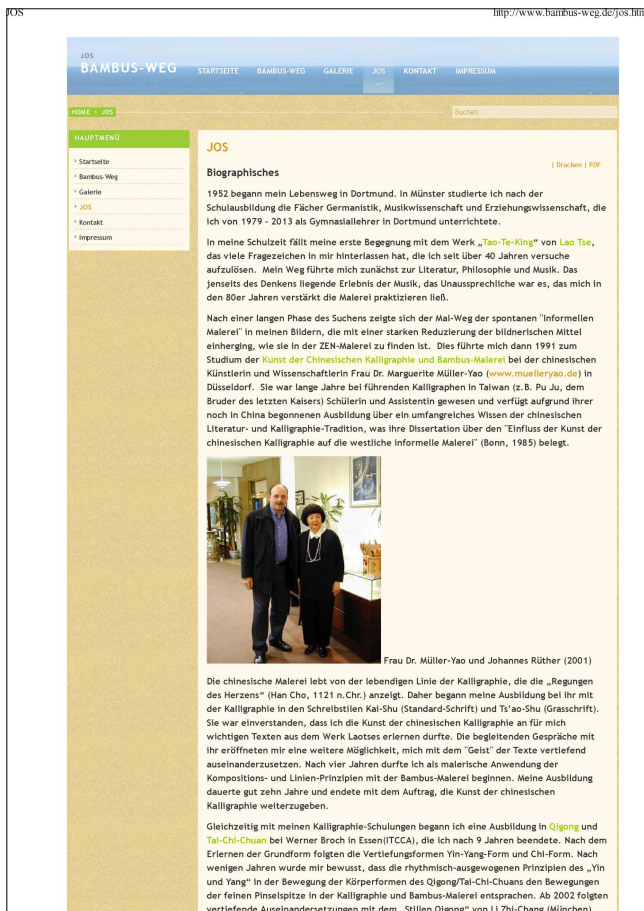 JOS
http://www.bambus-weg.de/jos.htm
JOS
BAMBUS-WEG
STARTSEITE BAMBUS-WEG GALERIE JOS KONTAKT IMPRESSUM
HOME › JOS
Suchen...
HAUPTMENÜ
Startseite
Bambus-Weg
Galerie
JOS
Kontakt
Impressum
JOS
| Drucken | PDF
Biographisches
1952 begann mein Lebensweg in Dortmund. In Münster studierte ich nach der
Schulausbildung die Fächer Germanistik, Musikwissenschaft und Erziehungswissenschaft, die
ich von 1979 - 2013 als Gymnasiallehrer in Dortmund unterrichtete.
In meine Schulzeit fällt meine erste Begegnung mit dem Werk „Tao-Te-King“ von Lao Tse,
das viele Fragezeichen in mir hinterlassen hat, die ich seit über 40 Jahren versuche
aufzulösen. Mein Weg führte mich zunächst zur Literatur, Philosophie und Musik. Das
jenseits des Denkens liegende Erlebnis der Musik, das Unaussprechliche war es, das mich in
den 80er Jahren verstärkt die Malerei praktizieren ließ.
Nach einer langen Phase des Suchens zeigte sich der Mal-Weg der spontanen "Informellen
Malerei" in meinen Bildern, die mit einer starken Reduzierung der bildnerischen Mittel
einherging, wie sie in der ZEN-Malerei zu finden ist. Dies führte mich dann 1991 zum
Studium der Kunst der Chinesischen Kalligraphie und Bambus-Malerei bei der chinesischen
Künstlerin und Wissenschaftlerin Frau Dr. Marguerite Müller-Yao (www.muelleryao.de) in
Düsseldorf. Sie war lange Jahre bei führenden Kalligraphen in Taiwan (z.B. Pu Ju, dem
Bruder des letzten Kaisers) Schülerin und Assistentin gewesen und verfügt aufgrund ihrer
noch in China begonnenen Ausbildung über ein umfangreiches Wissen der chinesischen
Literatur- und Kalligraphie-Tradition, was ihre Dissertation über den "Einfluss der Kunst der
chinesischen Kalligraphie auf die westliche informelle Malerei" (Bonn, 1985) belegt.
Frau Dr. Müller-Yao und Johannes Rüther (2001)
Die chinesische Malerei lebt von der lebendigen Linie der Kalligraphie, die die „Regungen
des Herzens“ (Han Cho, 1121 n.Chr.) anzeigt. Daher begann meine Ausbildung bei ihr mit
der Kalligraphie in den Schreibstilen Kai-Shu (Standard-Schrift) und Ts'ao-Shu (Grasschrift).
Sie war einverstanden, dass ich die Kunst der chinesischen Kalligraphie an für mich
wichtigen Texten aus dem Werk Laotses erlernen durfte. Die begleitenden Gespräche mit
ihr eröffneten mir eine weitere Möglichkeit, mich mit dem "Geist" der Texte vertiefend
auseinanderzusetzen. Nach vier Jahren durfte ich als malerische Anwendung der
Kompositions- und Linien-Prinzipien mit der Bambus-Malerei beginnen. Meine Ausbildung
dauerte gut zehn Jahre und endete mit dem Auftrag, die Kunst der chinesischen
Kalligraphie weiterzugeben.
Gleichzeitig mit meinen Kalligraphie-Schulungen begann ich eine Ausbildung in Qigong und
Tai-Chi-Chuan bei Werner Broch in Essen(ITCCA), die ich nach 9 Jahren beendete. Nach dem
Erlernen der Grundform folgten die Vertiefungsformen Yin-Yang-Form und Chi-Form. Nach
wenigen Jahren wurde mir bewusst, dass die rhythmisch-ausgewogenen Prinzipien des „Yin
und Yang“ in der Bewegung der Körperformen des Qigong/Tai-Chi-Chuans den Bewegungen
der feinen Pinselspitze in der Kalligraphie und Bambus-Malerei entsprachen. Ab 2002 folgten
vertiefende Auseinandersetzungen mit dem „Stillen Qigong“ von Li Zhi-Chang (München)